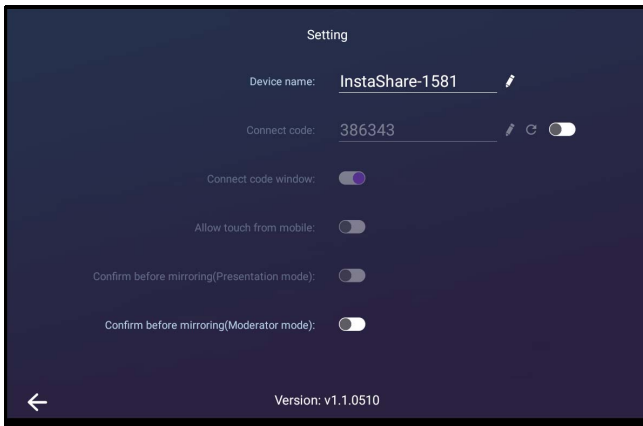 Setting
Device name: InstaShare-1581
Connect code: 386343
Connect code window:
Allow touch from mobile:
Confirm before mirroring(Presentation mode):
Confirm before mirroring(Moderator mode):
Version: v1.1.0510